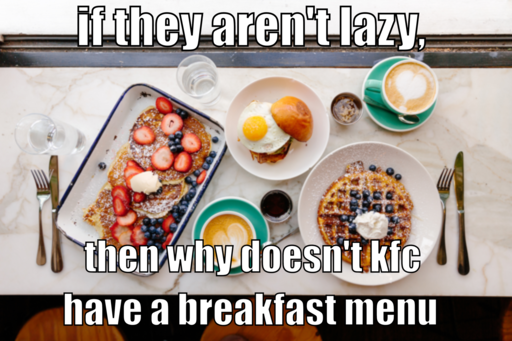 if they aren't lazy,
then why doesn't kfc
have a breakfast menu